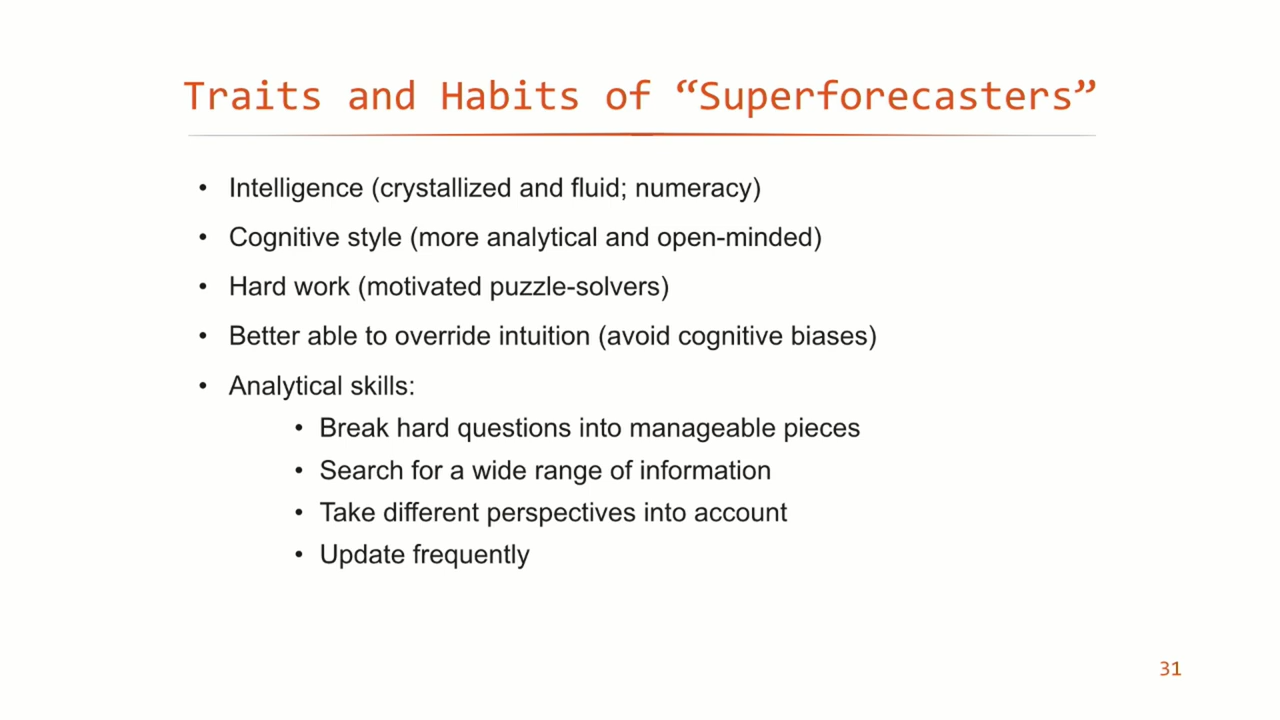 Traits and Habits of “Superforecasters”
• Intelligence (crystallized and fluid; numeracy)
• Cognitive style (more analytical and open-minded)
• Hard work (motivated puzzle-solvers)
• Better able to override intuition (avoid cognitive biases)
• Analytical skills:
• Break hard questions into manageable pieces
• Search for a wide range of information
• Take different perspectives into account
• Update frequently
31